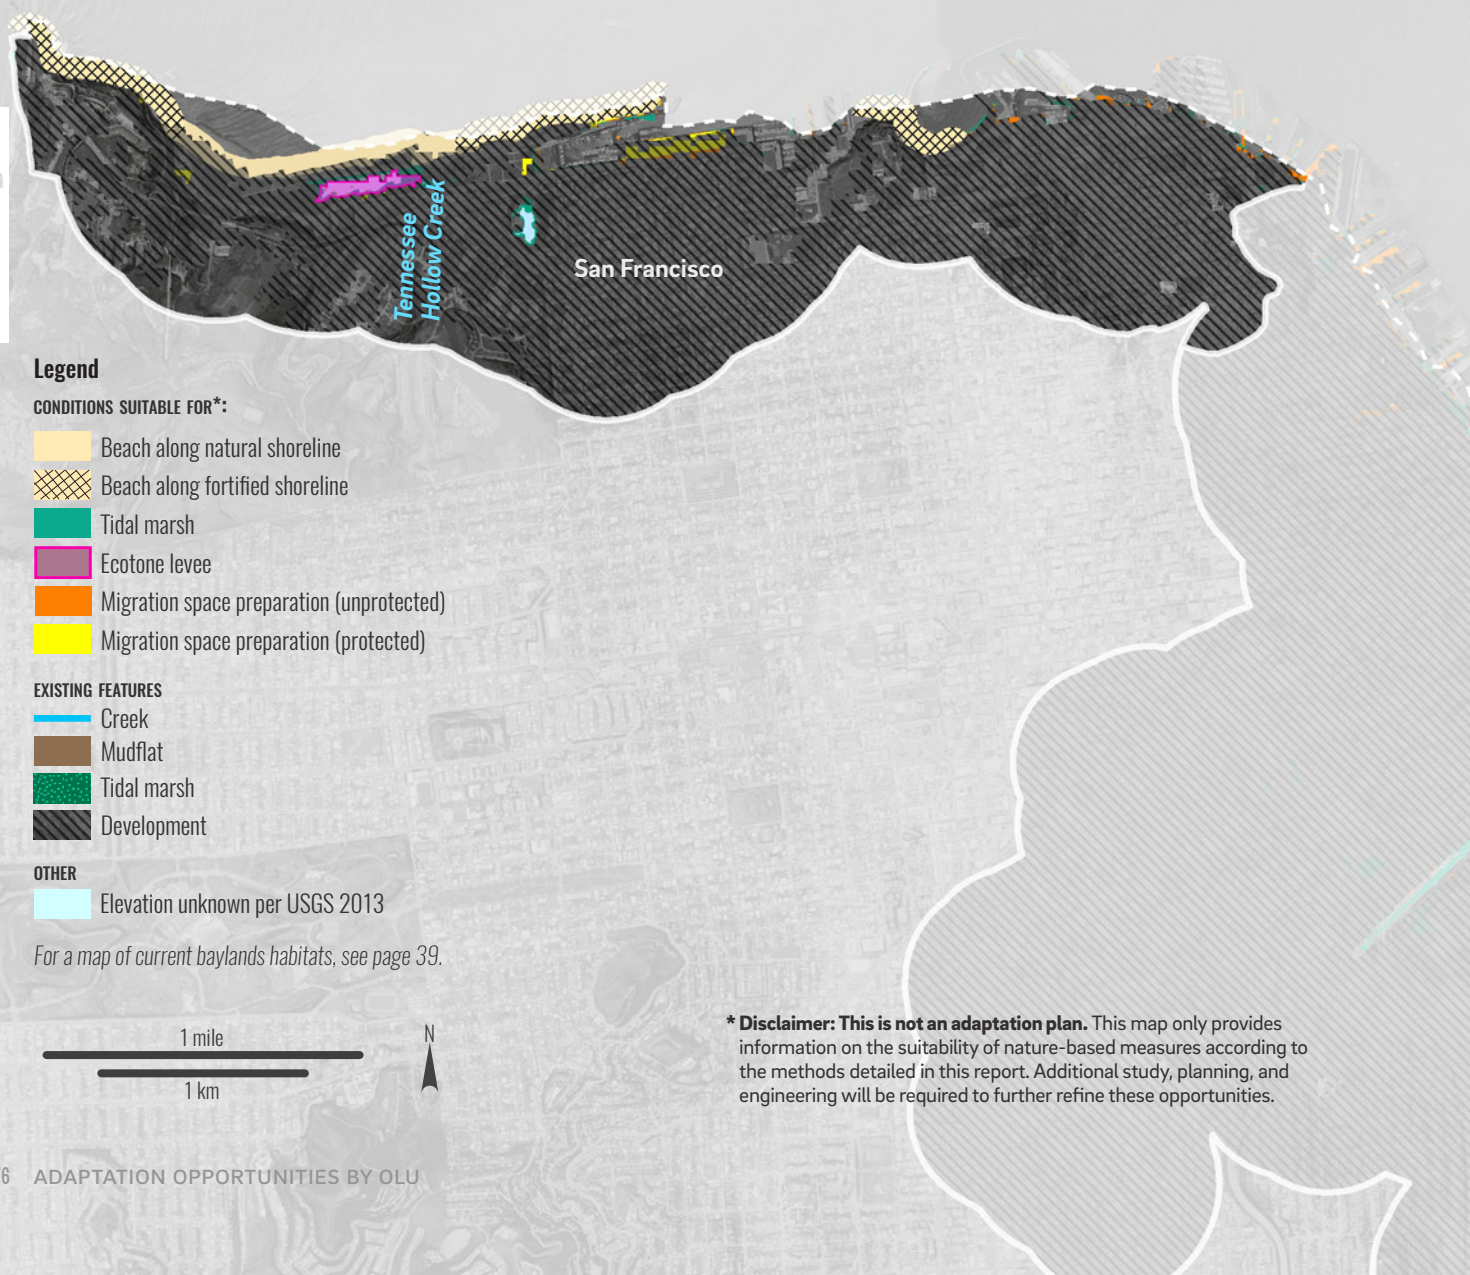 Tennessee
Hollow Creek
San Francisco
Legend
CONDITIONS SUITABLE FOR*:
Beach along natural shoreline
Beach along fortified shoreline
Tidal marsh
Ecotone levee
Migration space preparation (unprotected)
Migration space preparation (protected)
EXISTING FEATURES
Creek
Mudflat
Tidal marsh
Development
OTHER
Elevation unknown per USGS 2013
For a map of current baylands habitats, see page 39.
1 mile
1 km
N
* Disclaimer: This is not an adaptation plan. This map only provides
information on the suitability of nature-based measures according to
the methods detailed in this report. Additional study, planning, and
engineering will be required to further refine these opportunities.
6 ADAPTATION OPPORTUNITIES BY OLU